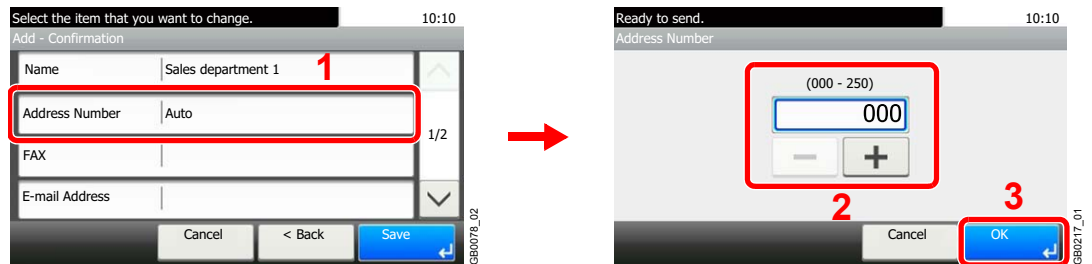 Select the item that you want to change. 10:10
Add - Confirmation
Name Sales department 1 1
Address Number Auto
1/2
FAX
E-mail Address
Cancel < Back Save
GB0078_02
Ready to send. 10:10
Address Number
(000 - 250)
000
2
3
Cancel OK
GB0217_01